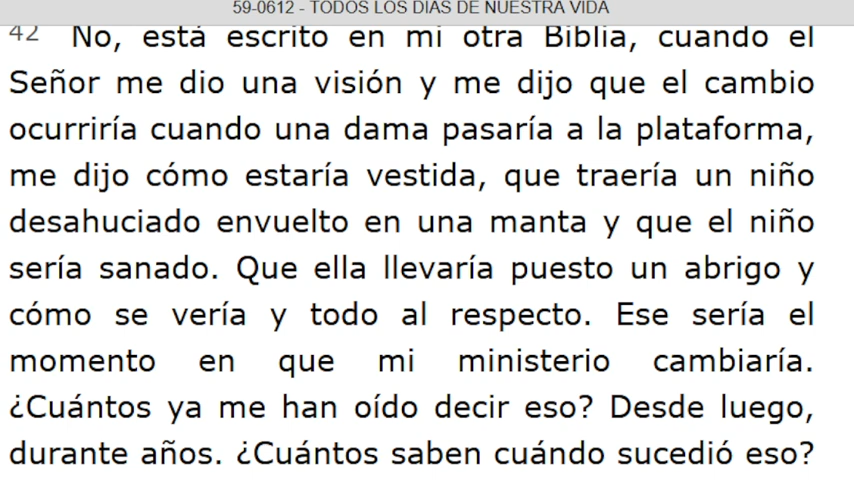 59-0612 - TODOS LOS DIAS DE NUESTRA VIDA
42 No, está escrito en mi otra Biblia, cuando el
Señor me dio una visión y me dijo que el cambio
ocurriría cuando una dama pasaría a la plataforma,
me dijo cómo estaría vestida, que traería un niño
desahuciado envuelto en una manta y que el niño
sería sanado. Que ella llevaría puesto un abrigo y
cómo se vería y todo al respecto. Ese sería el
momento en que mi ministerio cambiaría.
¿Cuántos ya me han oído decir eso? Desde luego,
durante años. ¿Cuántos saben cuándo sucedió eso?